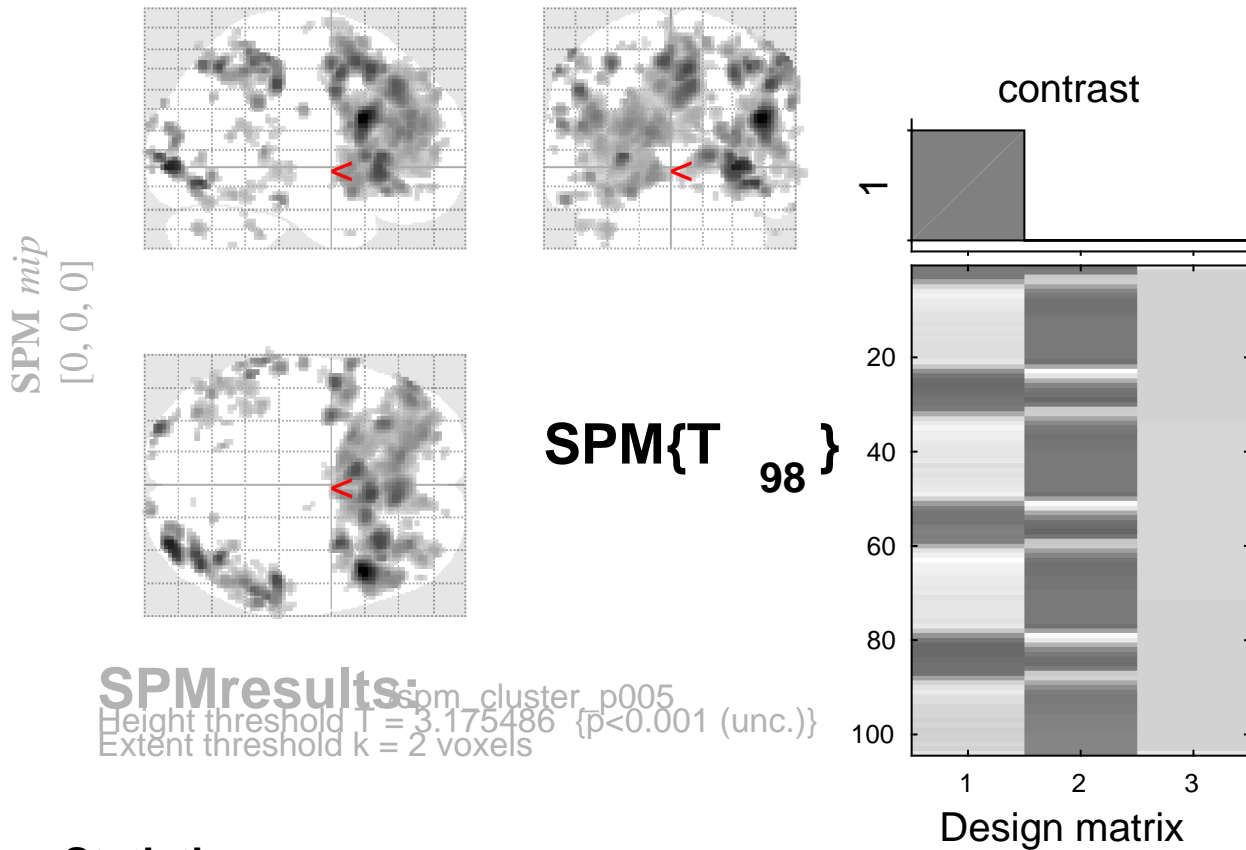 contrast
1
SPM mip
[0, 0, 0]
<
<
<
SPM{T 98 }
20
40
60
80
100
1 2 3
Design matrix
SPMresults: spm_cluster_p005
Height threshold T = 3.175486 {p<0.001 (unc.)}
Extent threshold k = 2 voxels